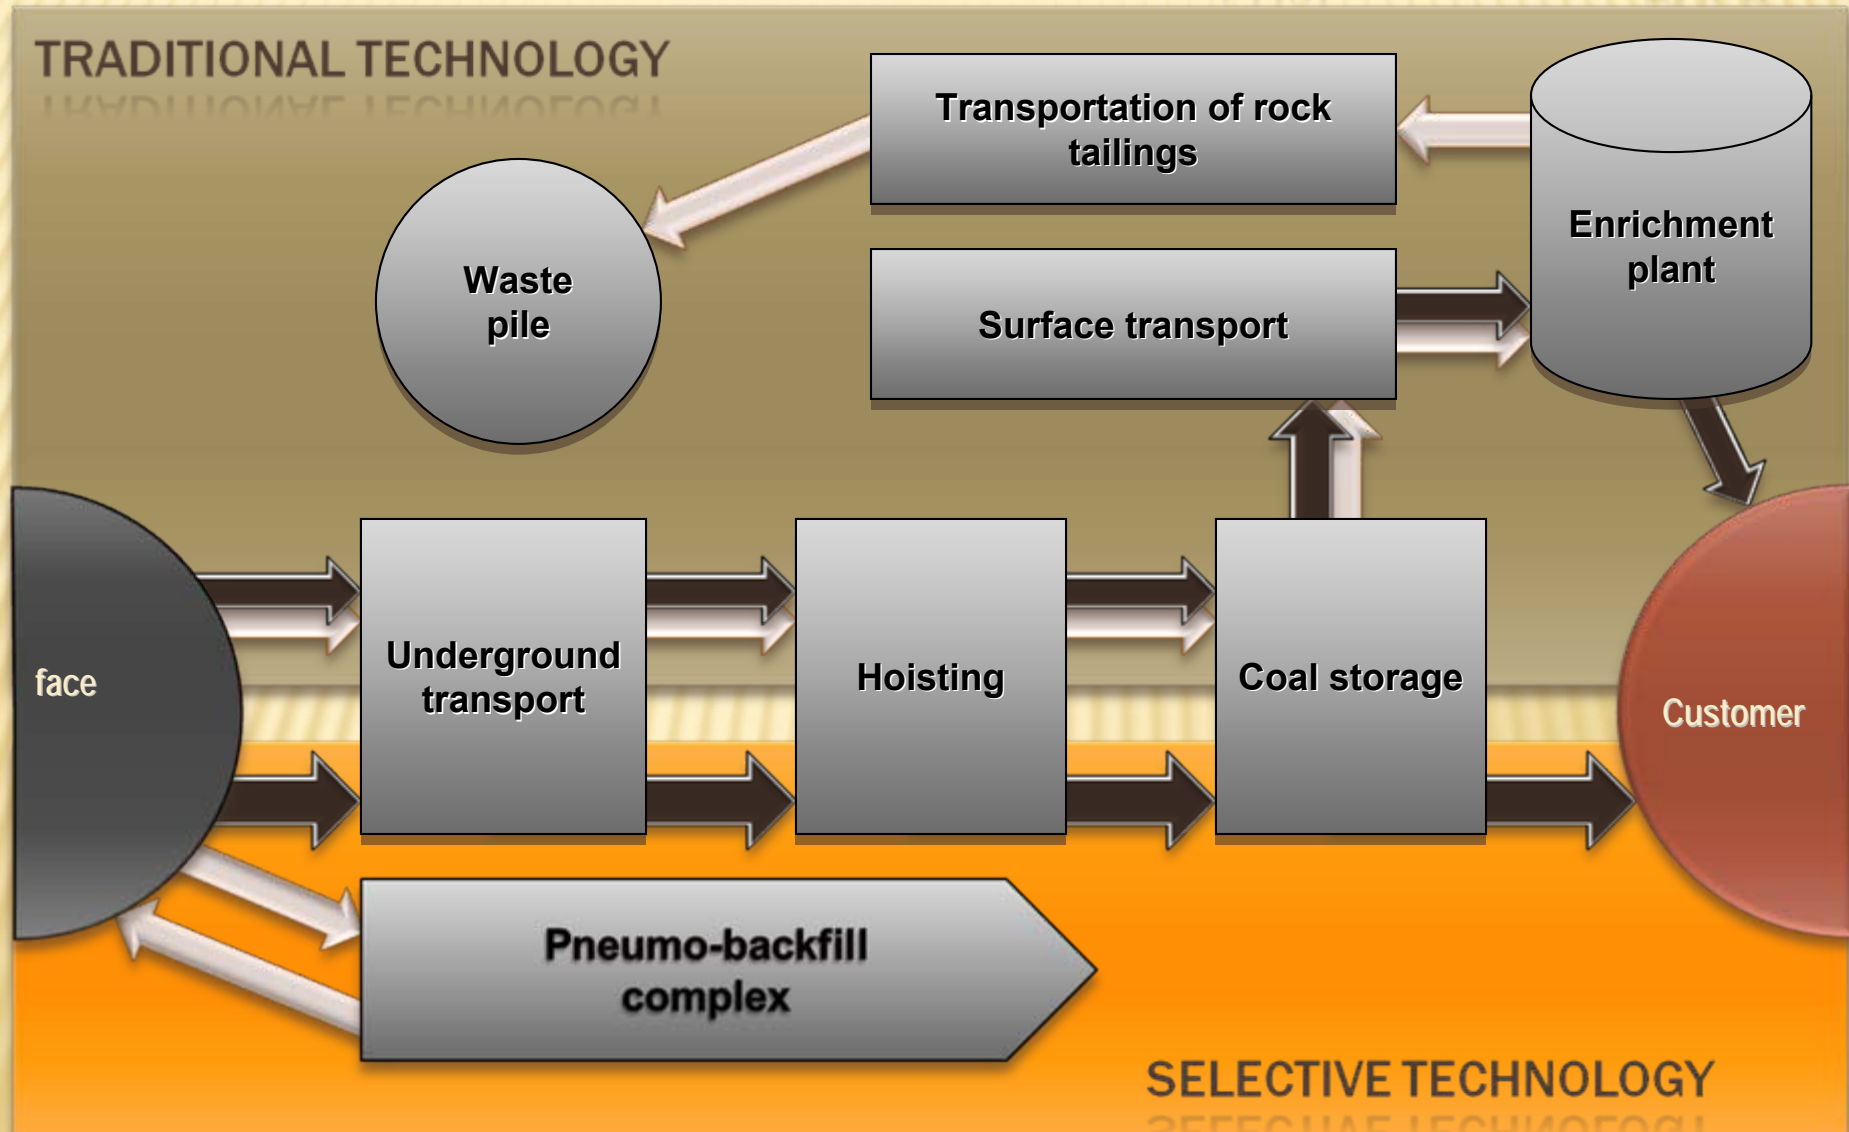 TRADITIONAL TECHNOLOGY
Transportation of rock
tailings
Enrichment
plant
Waste
pile
Surface transport
face
Underground
transport
Hoisting
Coal storage
Customer
Pneumo-backfill
complex
SELECTIVE TECHNOLOGY